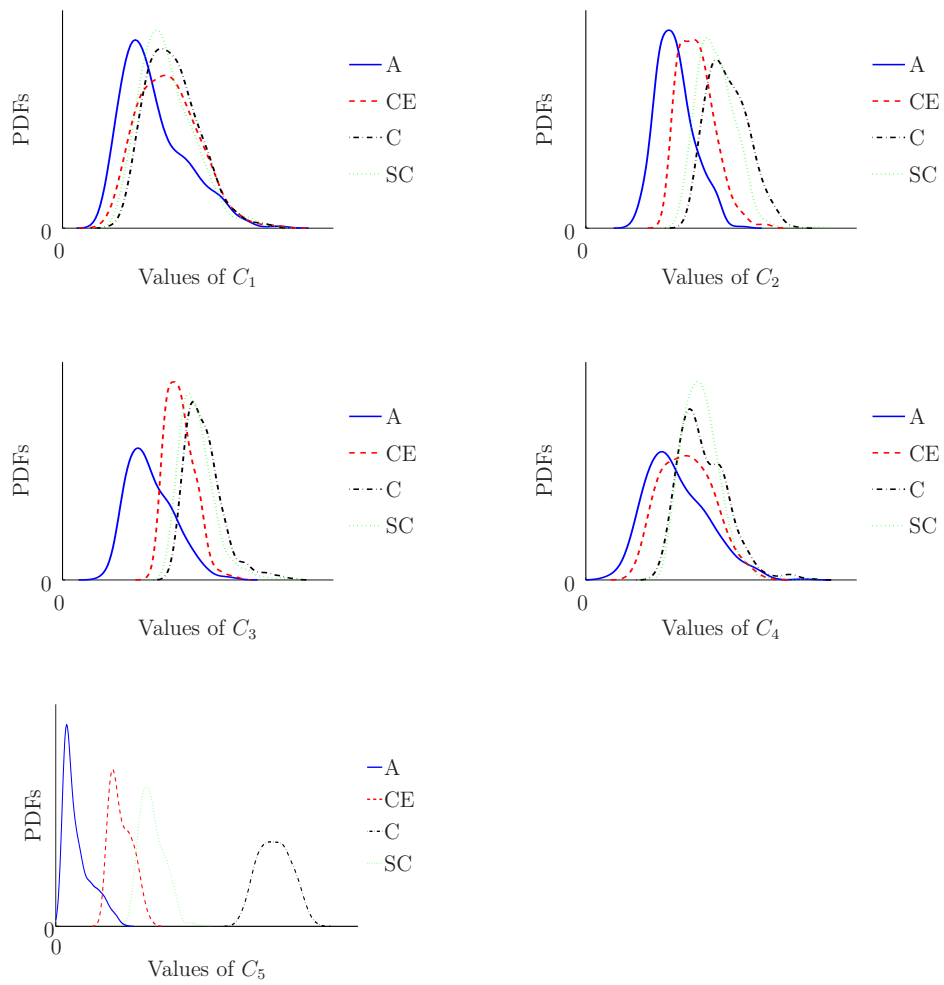 PDFs
0
0
Values of C₁
A
CE
C
SC
PDFs
0
0
Values of C₂
A
CE
C
SC
PDFs
0
0
Values of C₃
A
CE
C
SC
PDFs
0
0
Values of C₄
A
CE
C
SC
PDFs
0
0
Values of C₅
A
CE
C
SC